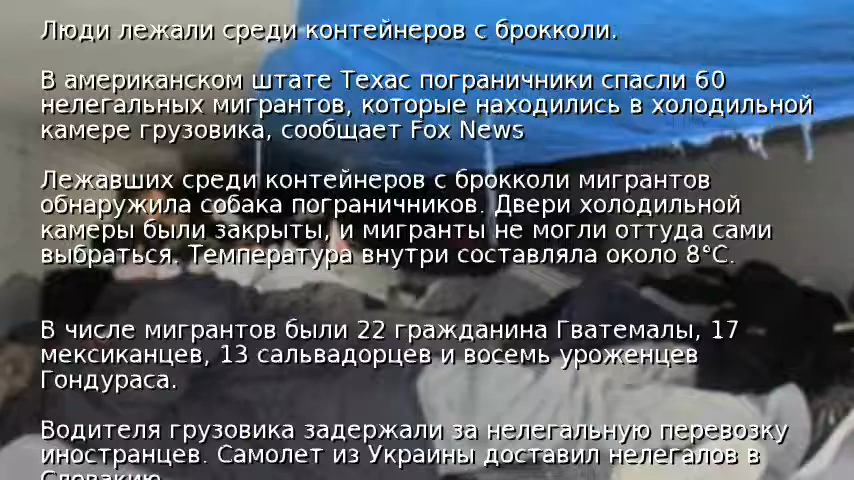 Люди лежали среди контейнеров с брокколи.
В американском штате Техас пограничники спасли 60
нелегальных мигрантов, которые находились в холодильной
камере грузовика, сообщает Fox News
Лежавших среди контейнеров с брокколи мигрантов
обнаружила собака пограничников. Двери холодильной
камеры были закрыты, и мигранты не могли оттуда сами
выбраться. Температура внутри составляла около 8°С.
В числе мигрантов были 22 гражданина Гватемалы, 17
мексиканцев, 13 сальвадорцев и восемь уроженцев
Гондураса.
Водителя грузовика задержали за нелегальную перевозку
иностранцев. Самолет из Украины доставил нелегалов в
Словакию